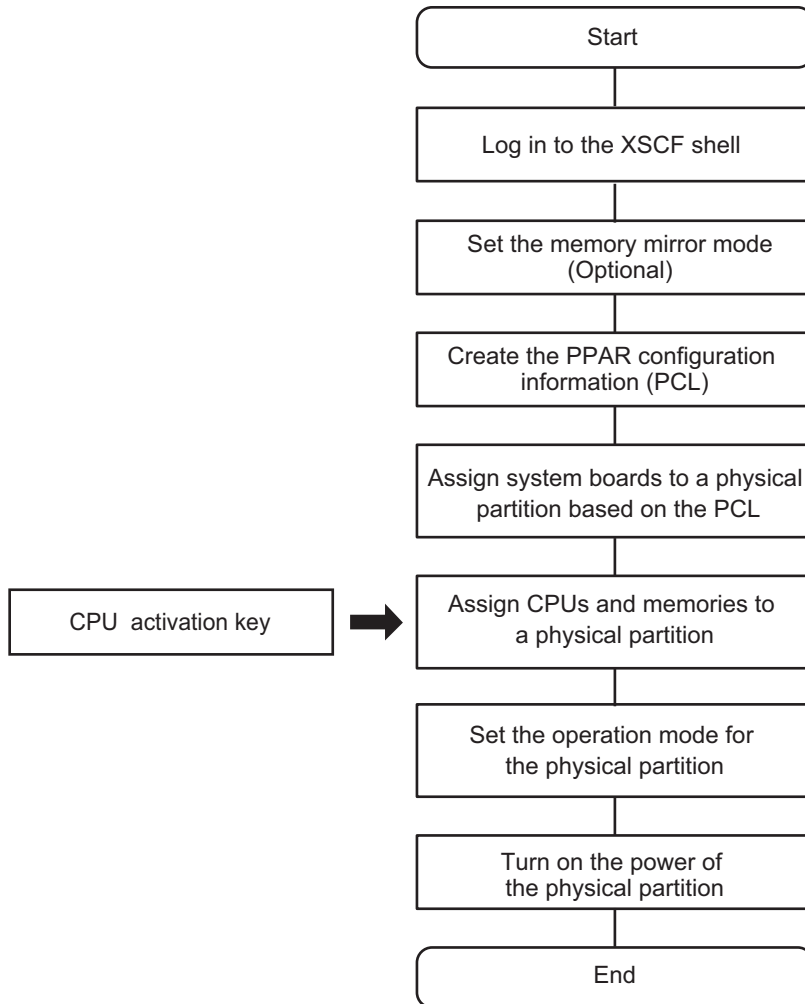 Start
Log in to the XSCF shell
Set the memory mirror mode
(Optional)
Create the PPAR configuration
information (PCL)
Assign system boards to a physical
partition based on the PCL
CPU activation key
Assign CPUs and memories to
a physical partition
Set the operation mode for
the physical partition
Turn on the power of
the physical partition
End